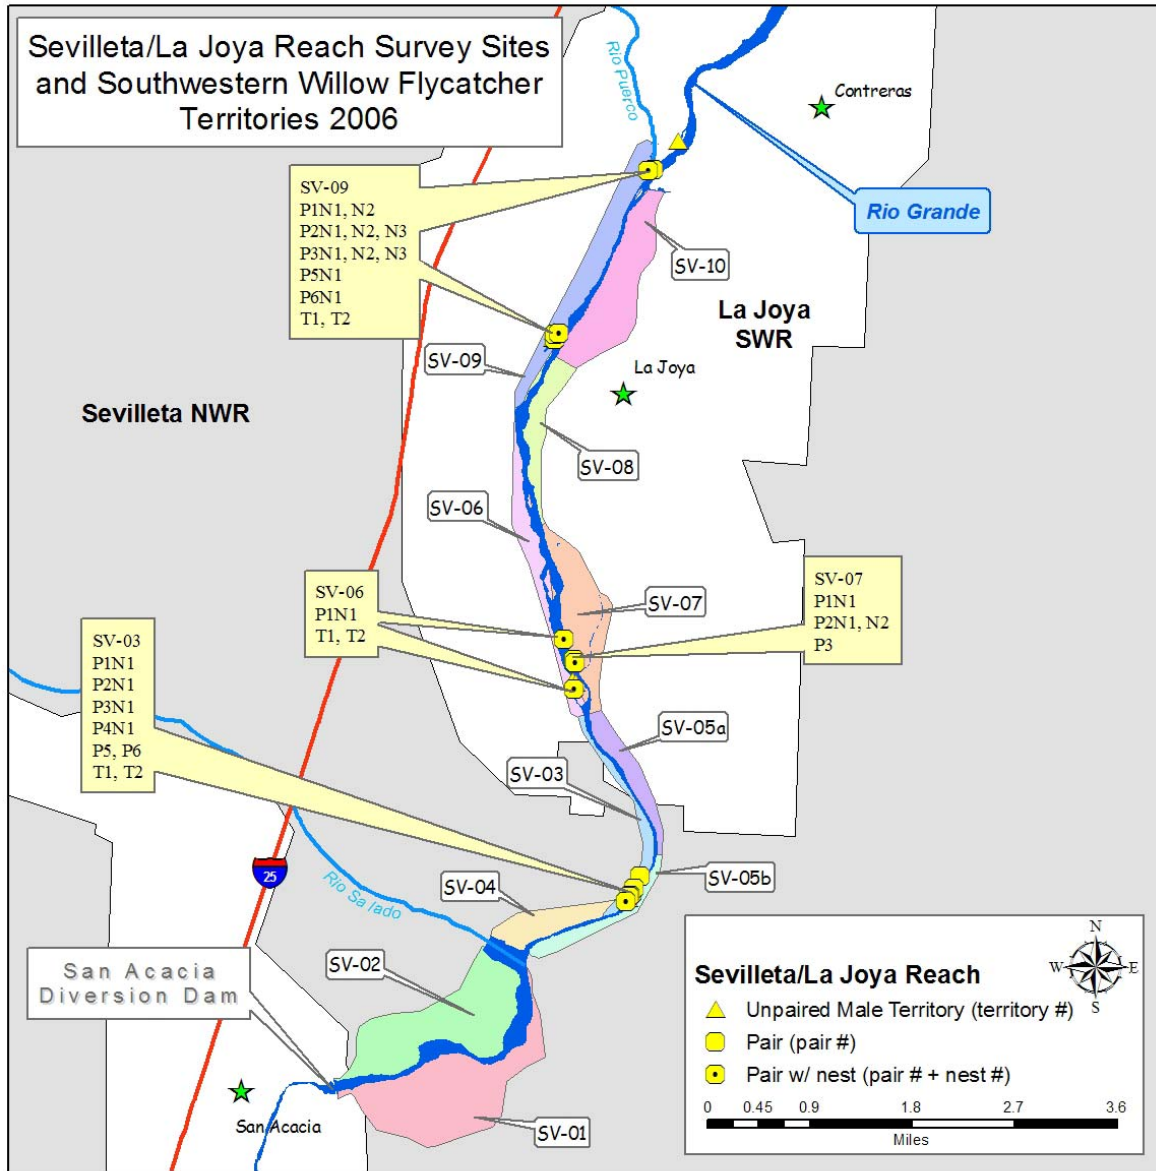 Sevilleta/La Joya Reach Survey Sites
and Southwestern Willow Flycatcher
Territories 2006
Rio Puerco
Contreras
SV-09
P1N1, N2
P2N1, N2, N3
P3N1, N2, N3
P5N1
P6N1
T1, T2
Rio Grande
SV-10
La Joya
SWR
SV-09
La Joya
Sevilleta NWR
SV-08
SV-06
SV-06
P1N1
T1, T2
SV-07
SV-07
P1N1
P2N1, N2
P3
SV-03
P1N1
P2N1
P3N1
P4N1
P5, P6
T1, T2
SV-05a
SV-03
25
Rio Salado
SV-04
SV-05b
San Acacia
Diversion Dam
SV-02
San Acacia
SV-01
N
W E
S
Sevilleta/La Joya Reach
Unpaired Male Territory (territory #)
Pair (pair #)
Pair w/ nest (pair # + nest #)
0 0.45 0.9 1.8 2.7 3.6
Miles